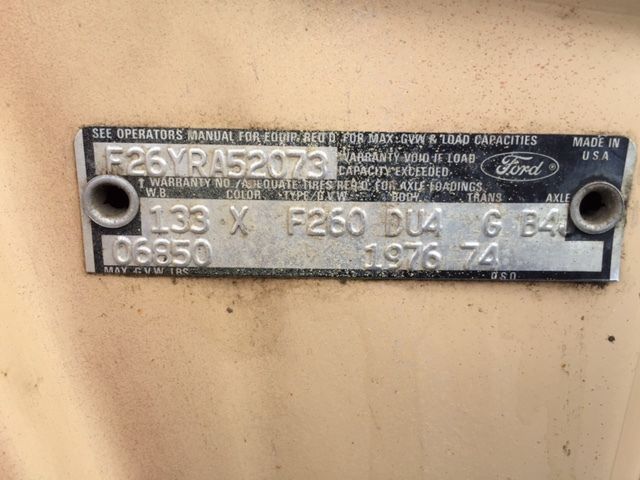 SEE OPERATORS MANUAL FOR EQUIP. REQ'D FOR MAX. GVW & LOAD CAPACITIES
MADE IN U.S.A.
F26YRA52073
WARRANTY VOID IF LOAD CAPACITY EXCEEDED.
Ford
WARRANTY NO./ADEQUATE TIRES REQ'D. FOR AXLE LOADINGS.
W.B. COLOR TYPE/G.V.W. BODY TRANS. AXLE
133 X F260 DU4 G B4
06850 1976 74
MAX. G.V.W. LBS. D.S.O.